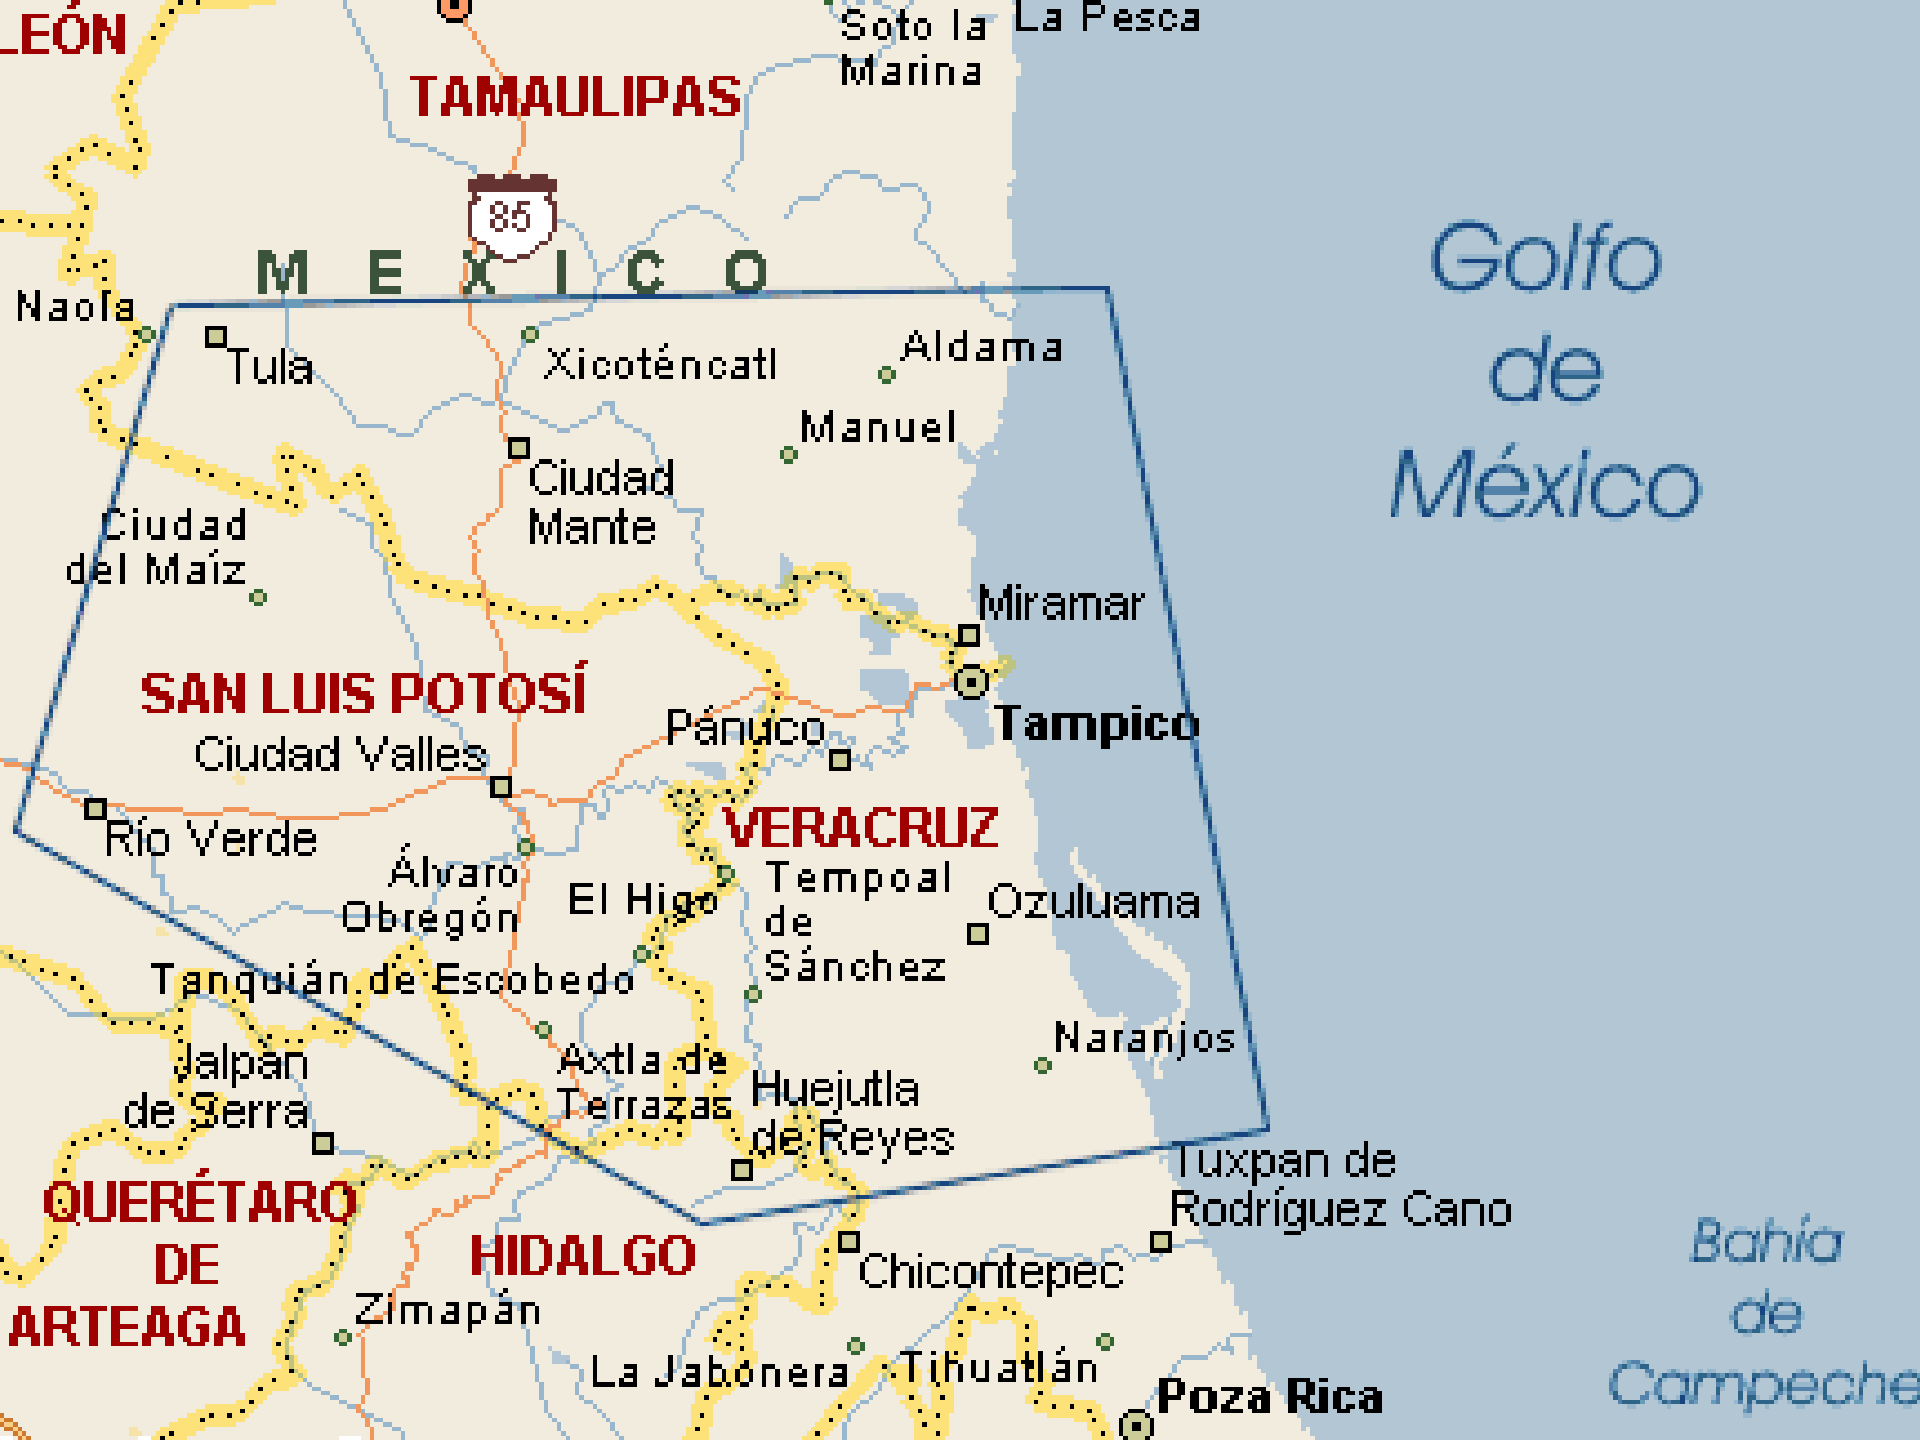 LEÓN
Soto la
Marina
La Pesca
TAMAULIPAS
85
MEXICO
Golfo
de
México
Naola
Tula
Xicoténcatl
Aldama
Manuel
Ciudad
Mante
Ciudad
del Maíz
Miramar
SAN LUIS POTOSÍ
Pánuco
Tampico
Ciudad Valles
Río Verde
VERACRUZ
Álvaro
Obregón
El Higo
Tempoal
de
Sánchez
Ozuluama
Tanquián de Escobedo
Naranjos
Jalpan
de Serra
Axtla de
Terrazas
Huejutla
de Reyes
Tuxpan de
Rodríguez Cano
QUERÉTARO
DE
ARTEAGA
HIDALGO
Chicontepec
Bahía
de
Campeche
Zimapán
La Jabonera
Tihuatlán
Poza Rica